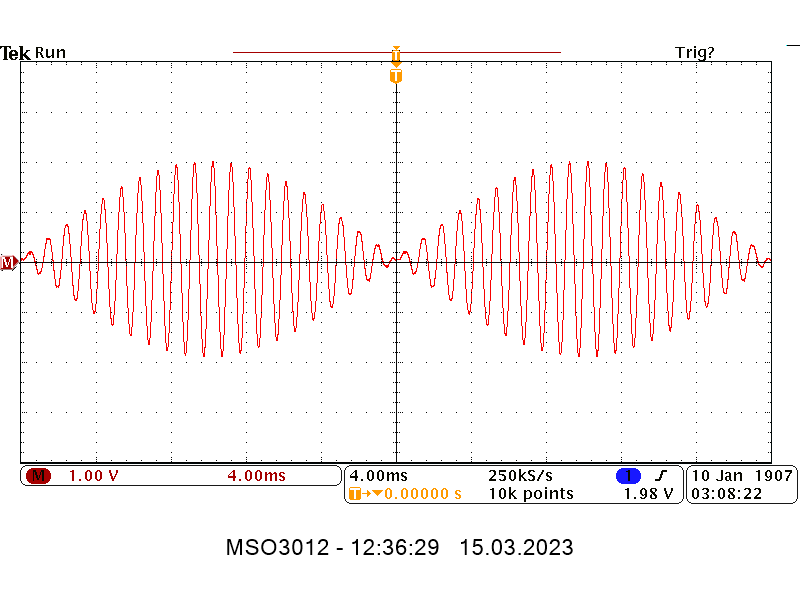 Tek Run Trig?
T
T
M
M 1.00 V 4.00ms 4.00ms 250kS/s 1 10 Jan 1907
T 0.00000 s 10k points 1.98 V 03:08:22
MSO3012 - 12:36:29 15.03.2023